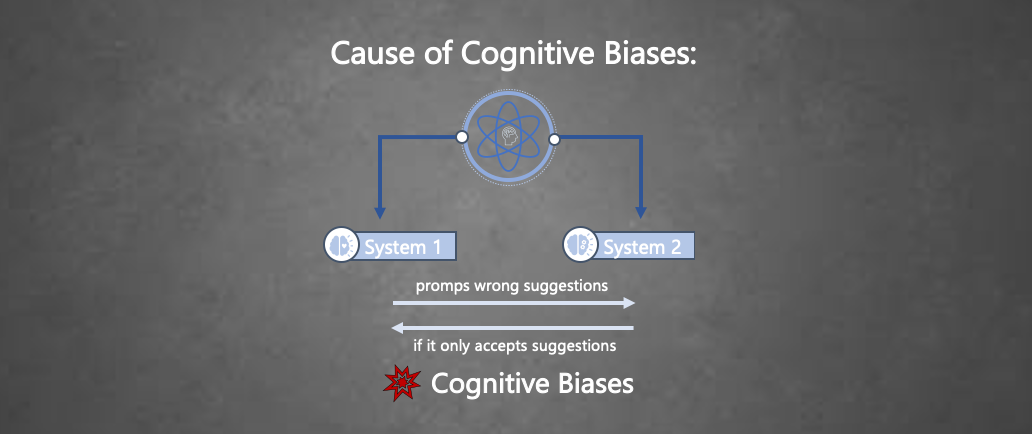 Cause of Cognitive Biases:
System 1
System 2
promps wrong suggestions
if it only accepts suggestions
Cognitive Biases